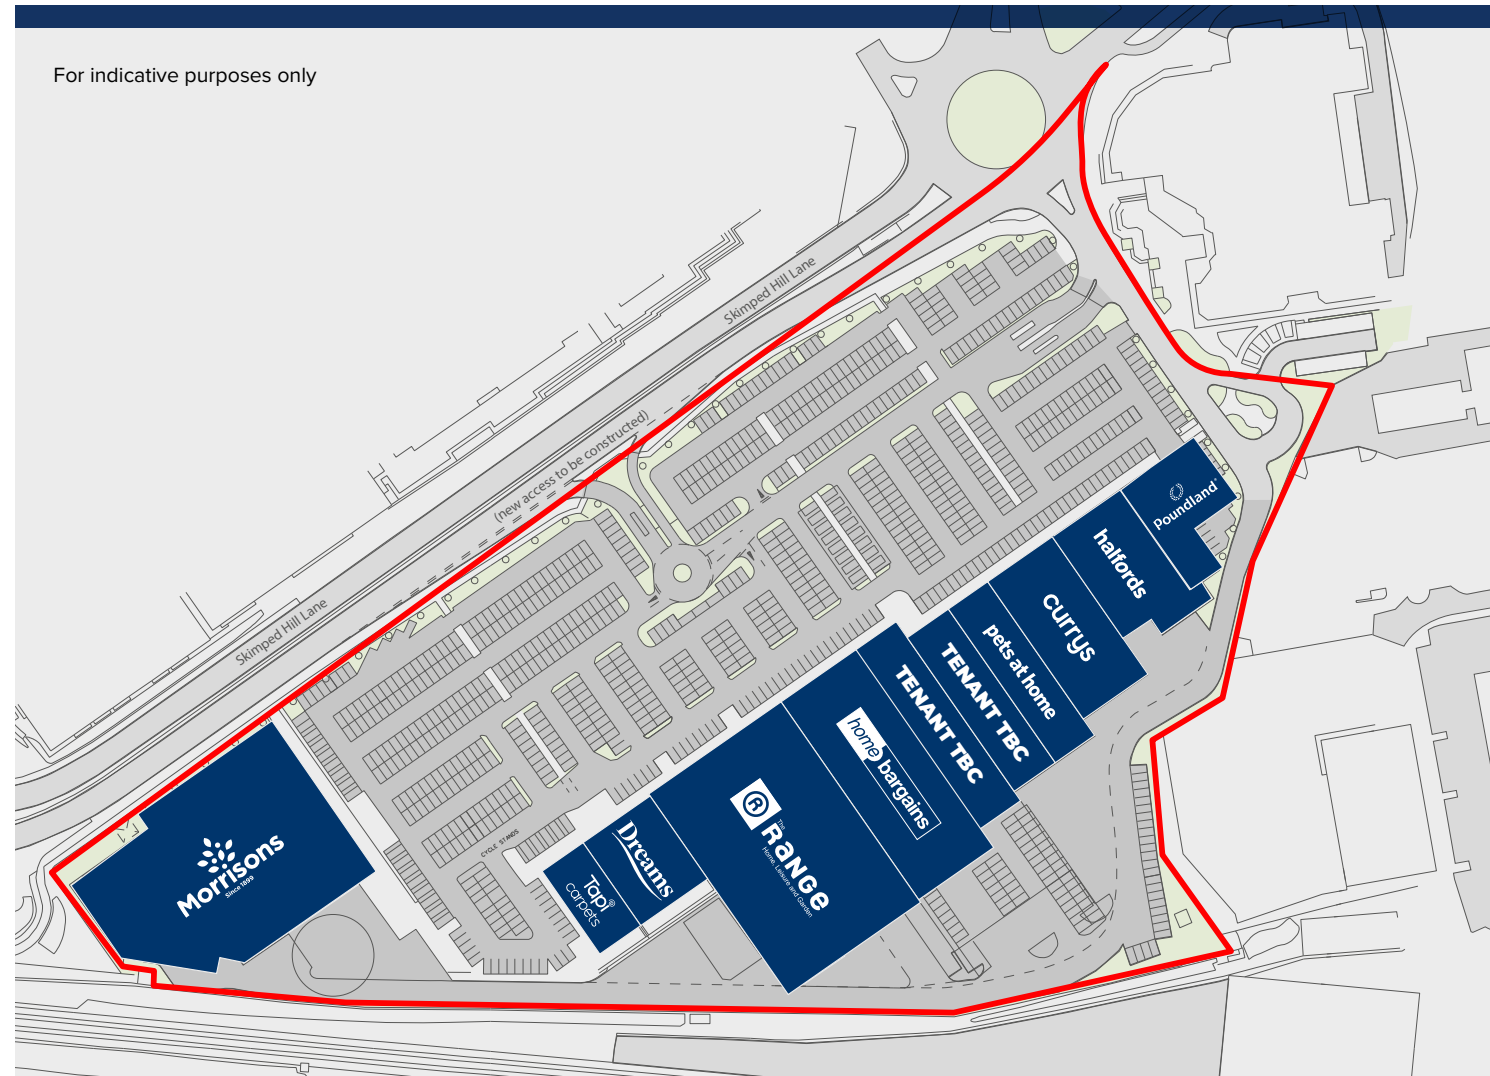 For indicative purposes only
Skimped Hill Lane
(new access to be constructed)
Skimped Hill Lane
Poundland®
halfords
currys
pets at home
TENANT TBC
TENANT TBC
home bargains
R
The
RaNGe
Home, Leisure and Garden
Dreams
Tapi®
carpets
CYCLE STANDS
Morrisons
Since 1899